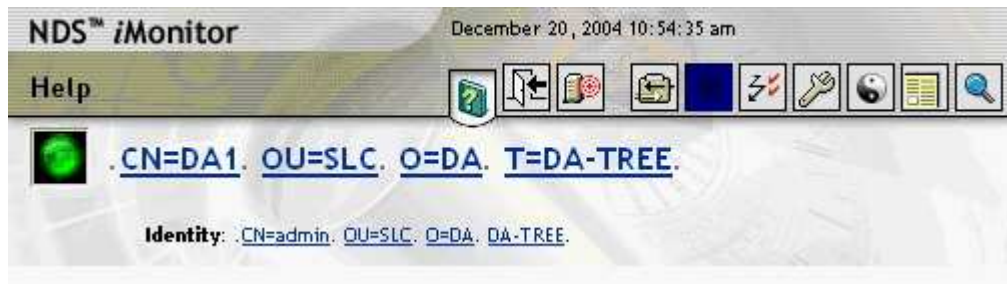 NDS™ iMonitor December 20, 2004 10:54:35 am
Help
.CN=DA1. OU=SLC. O=DA. T=DA-TREE.
Identity: .CN=admin. OU=SLC. O=DA. DA-TREE.